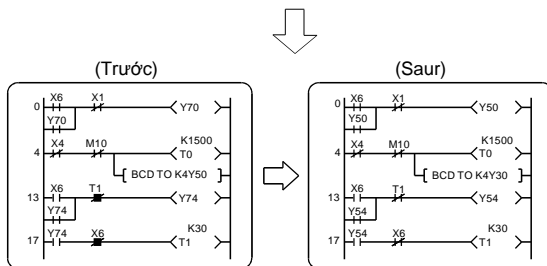 (Trước)
X6 X1
0 Y70
Y70
X4 M10 K1500
4 T0
BCD TO K4Y50
X6 T1
13 Y74
Y74
Y74 X6 K30
17 T1
(Saur)
X6 X1
0 Y50
Y50
X4 M10 K1500
4 T0
BCD TO K4Y30
X6 T1
13 Y54
Y54
Y54 X6 K30
17 T1